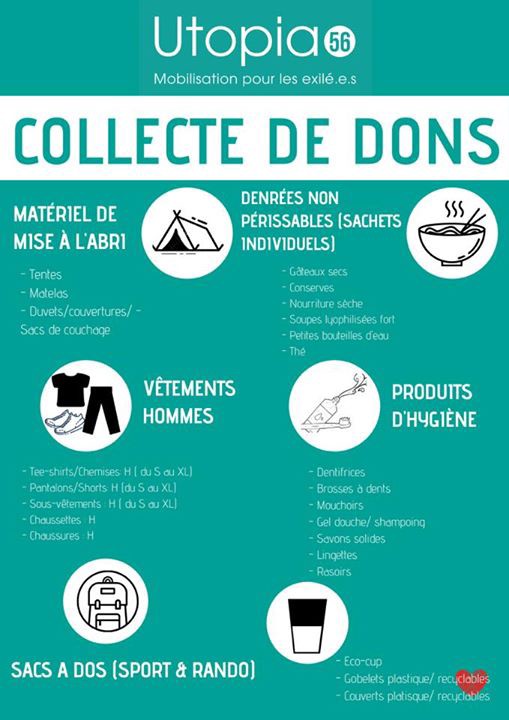 Utopia 56
Mobilisation pour les exilé.e.s
COLLECTE DE DONS
MATÉRIEL DE
MISE À L'ABRI
- Tentes
- Matelas
- Duvets/couvertures/ -
Sacs de couchage
DENRÉES NON
PÉRISSABLES (SACHETS
INDIVIDUELS)
- Gâteaux secs
- Conserves
- Nourriture sèche
- Soupes lyophilisées fort
- Petites bouteilles d'eau
- Thé
VÊTEMENTS
HOMMES
- Tee-shirts/Chemises: H ( du S au XL)
- Pantalons/Shorts: H (du S au XL)
- Sous-vêtements : H ( du S au XL)
- Chaussettes : H
- Chaussures : H
PRODUITS
D'HYGIÈNE
- Dentifrices
- Brosses à dents
- Mouchoirs
- Gel douche/ shampoing
- Savons solides
- Lingettes
- Rasoirs
SACS A DOS (SPORT & RANDO)
- Eco-cup
- Gobelets plastique/ recyclables
- Couverts platisque/ recyclables